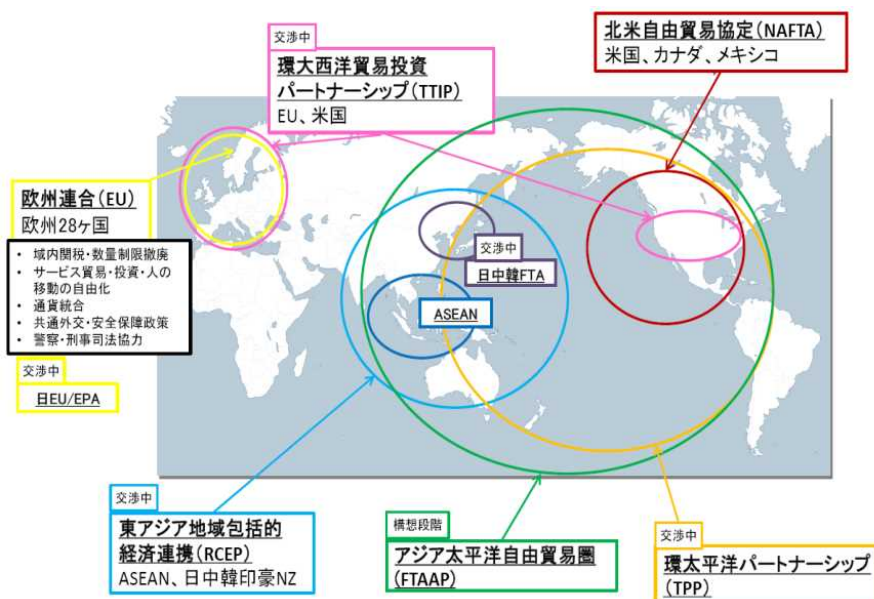 交渉中
環大西洋貿易投資
パートナーシップ(TTIP)
EU、米国
北米自由貿易協定(NAFTA)
米国、カナダ、メキシコ
欧州連合(EU)
欧州28ヶ国
・ 域内関税・数量制限撤廃
・ サービス貿易・投資・人の
移動の自由化
・ 通貨統合
・ 共通外交・安全保障政策
・ 警察・刑事司法協力
交渉中
日EU/EPA
交渉中
日中韓FTA
ASEAN
交渉中
東アジア地域包括的
経済連携(RCEP)
ASEAN、日中韓印豪NZ
構想段階
アジア太平洋自由貿易圏
(FTAAP)
交渉中
環太平洋パートナーシップ
(TPP)